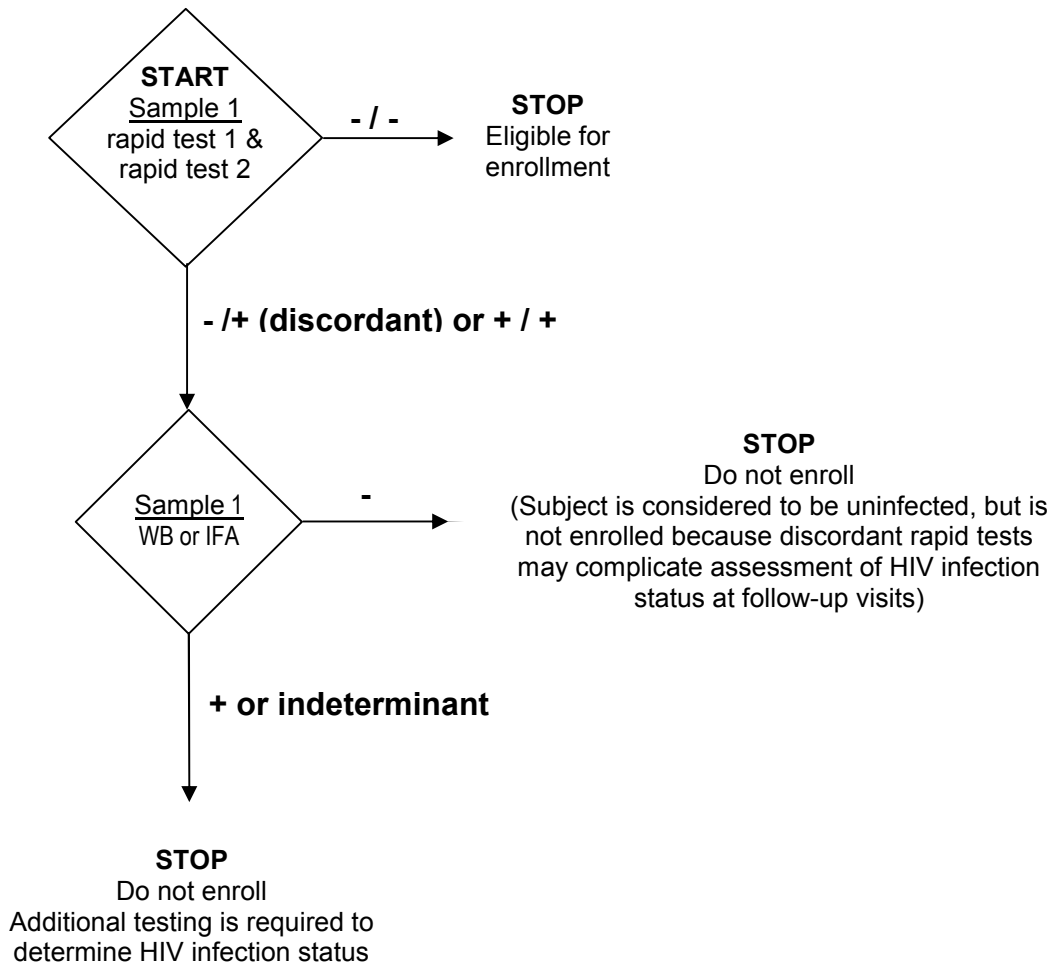 START
Sample 1
rapid test 1 &
rapid test 2
- / -
STOP
Eligible for
enrollment
- /+ (discordant) or + / +
Sample 1
WB or IFA
-
STOP
Do not enroll
(Subject is considered to be uninfected, but is
not enrolled because discordant rapid tests
may complicate assessment of HIV infection
status at follow-up visits)
+ or indeterminant
STOP
Do not enroll
Additional testing is required to
determine HIV infection status